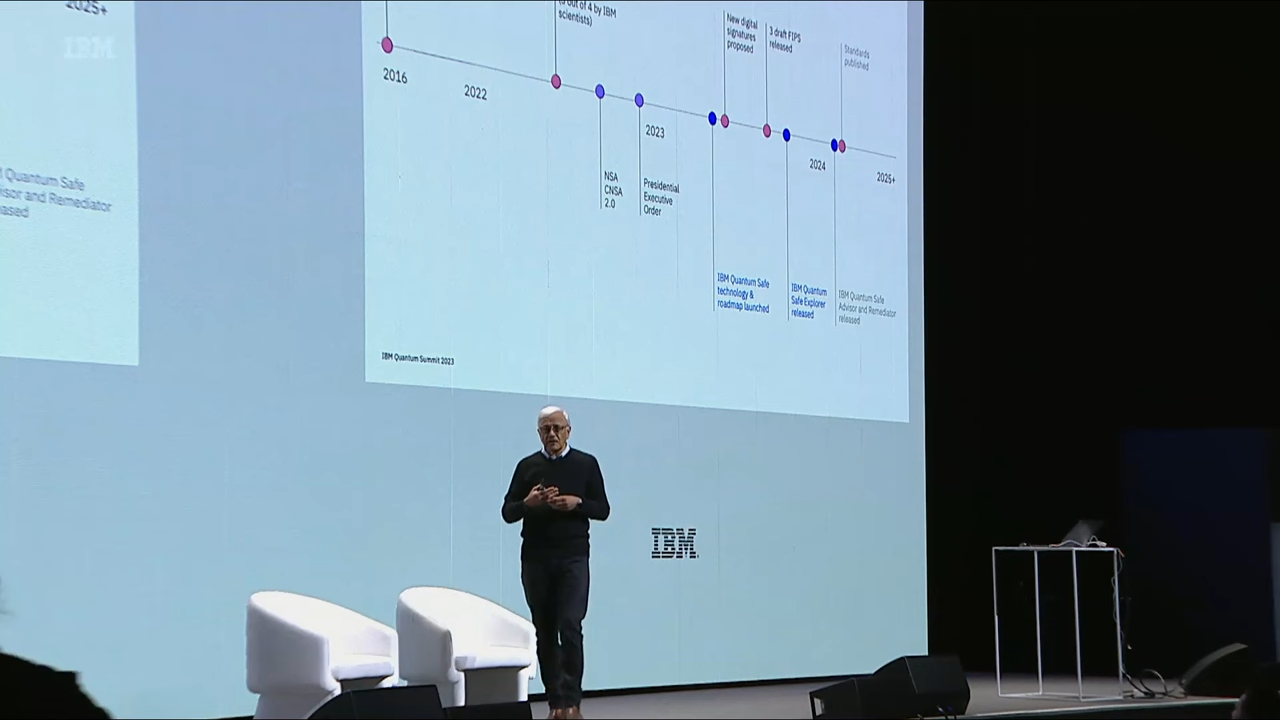 2025+
IBM
Quantum Safe
and Remediator
(3 out of 4 by IBM
scientists)
New digital
signatures
proposed
3 draft FIPS
released
Standards
published
2016
2022
2023
2024
2025+
NSA
CNSA
2.0
Presidential
Executive
Order
IBM Quantum Safe
technology &
roadmap launched
IBM Quantum
Safe Explorer
released
IBM Quantum Safe
Advisor and Remediator
released
IBM Quantum Summit 2023
IBM